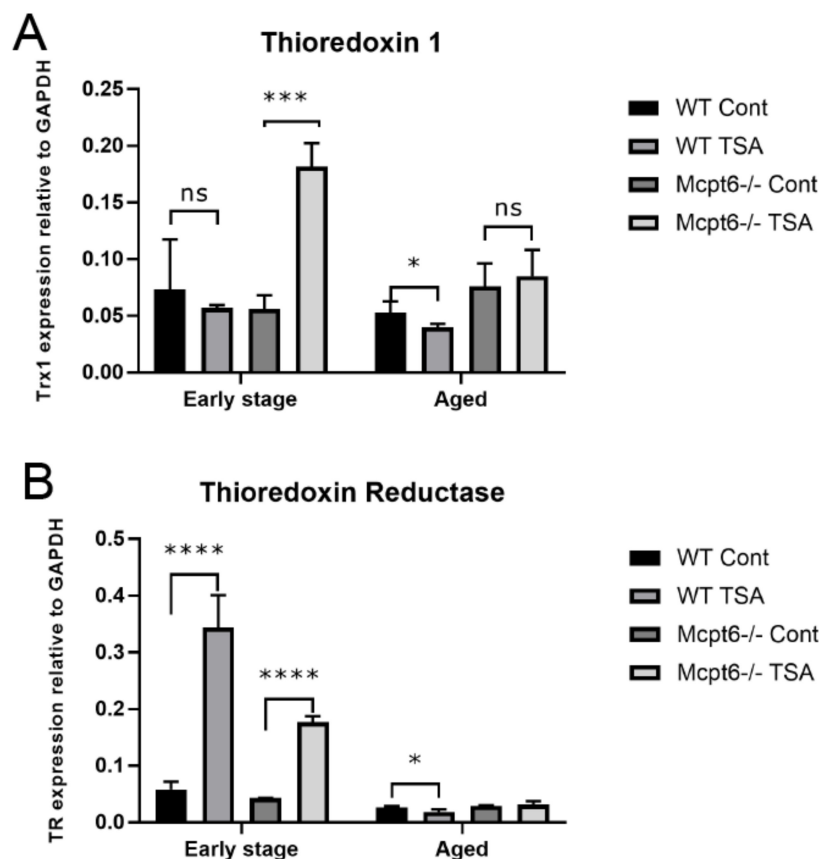 A
Thioredoxin 1
Trx1 expression relative to GAPDH
0.25
0.20
0.15
0.10
0.05
0.00
ns
***
*
ns
Early stage
Aged
WT Cont
WT TSA
Mcpt6-/- Cont
Mcpt6-/- TSA
B
Thioredoxin Reductase
TR expression relative to GAPDH
0.5
0.4
0.3
0.2
0.1
0.0
****
****
*
Early stage
Aged
WT Cont
WT TSA
Mcpt6-/- Cont
Mcpt6-/- TSA